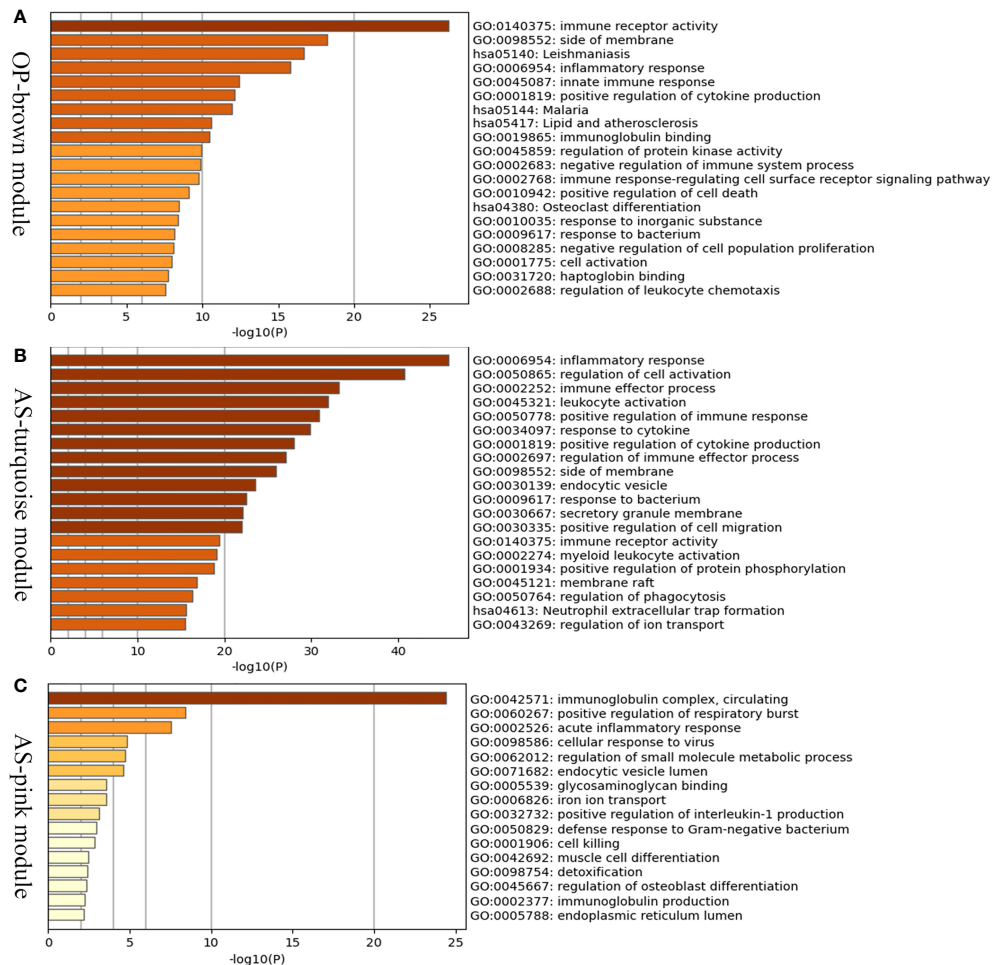 A
OP-brown module
GO:0140375: immune receptor activity
GO:0098552: side of membrane
hsa05140: Leishmaniasis
GO:0006954: inflammatory response
GO:0045087: innate immune response
GO:0001819: positive regulation of cytokine production
hsa05144: Malaria
hsa05417: Lipid and atherosclerosis
GO:0019865: immunoglobulin binding
GO:0045859: regulation of protein kinase activity
GO:0002683: negative regulation of immune system process
GO:0002768: immune response-regulating cell surface receptor signaling pathway
GO:0010942: positive regulation of cell death
hsa04380: Osteoclast differentiation
GO:0010035: response to inorganic substance
GO:0009617: response to bacterium
GO:0008285: negative regulation of cell population proliferation
GO:0001775: cell activation
GO:0031720: haptoglobin binding
GO:0002688: regulation of leukocyte chemotaxis
0 5 10 15 20 25
-log10(P)
B
AS-turquoise module
GO:0006954: inflammatory response
GO:0050865: regulation of cell activation
GO:0002252: immune effector process
GO:0045321: leukocyte activation
GO:0050778: positive regulation of immune response
GO:0034097: response to cytokine
GO:0001819: positive regulation of cytokine production
GO:0002697: regulation of immune effector process
GO:0098552: side of membrane
GO:0030139: endocytic vesicle
GO:0009617: response to bacterium
GO:0030667: secretory granule membrane
GO:0030335: positive regulation of cell migration
GO:0140375: immune receptor activity
GO:0002274: myeloid leukocyte activation
GO:0001934: positive regulation of protein phosphorylation
GO:0045121: membrane raft
GO:0050764: regulation of phagocytosis
hsa04613: Neutrophil extracellular trap formation
GO:0043269: regulation of ion transport
0 10 20 30 40
-log10(P)
C
AS-pink module
GO:0042571: immunoglobulin complex, circulating
GO:0060267: positive regulation of respiratory burst
GO:0002526: acute inflammatory response
GO:0098586: cellular response to virus
GO:0062012: regulation of small molecule metabolic process
GO:0071682: endocytic vesicle lumen
GO:0005539: glycosaminoglycan binding
GO:0006826: iron ion transport
GO:0032732: positive regulation of interleukin-1 production
GO:0050829: defense response to Gram-negative bacterium
GO:0001906: cell killing
GO:0042692: muscle cell differentiation
GO:0098754: detoxification
GO:0045667: regulation of osteoblast differentiation
GO:0002377: immunoglobulin production
GO:0005788: endoplasmic reticulum lumen
0 5 10 15 20 25
-log10(P)